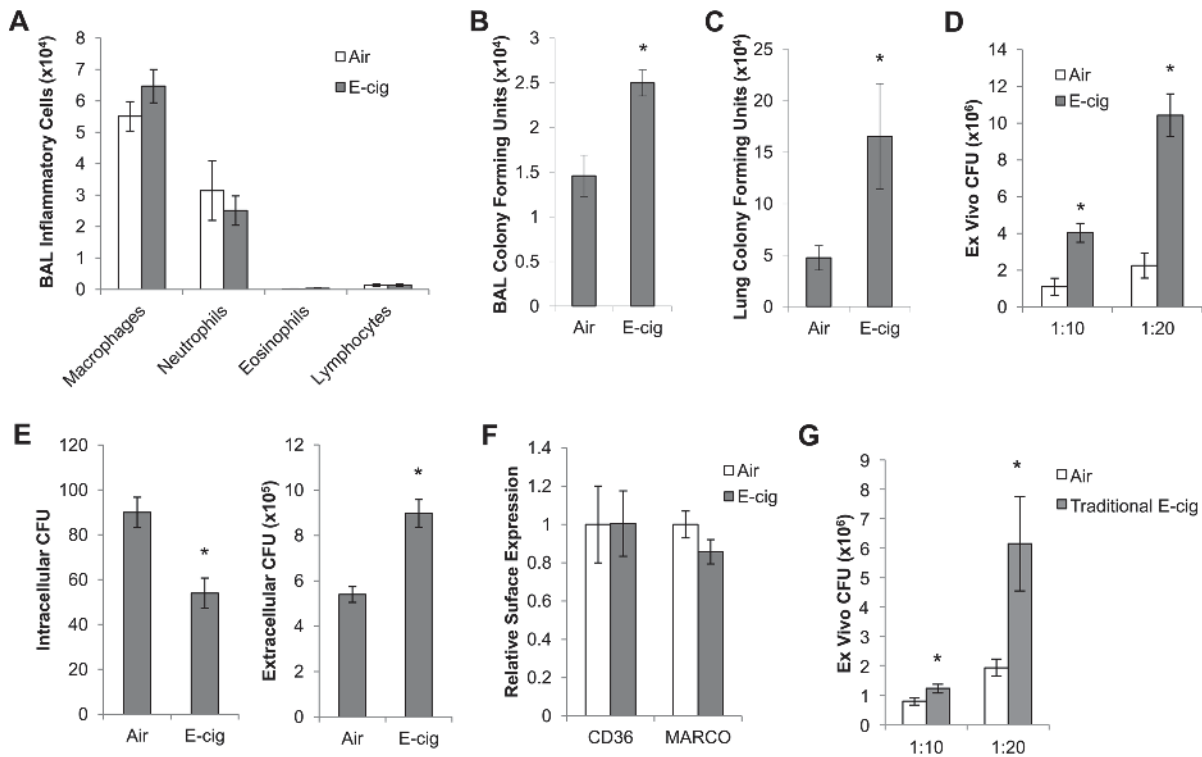 A
BAL Inflammatory Cells (x10⁴)
8
7
6
5
4
3
2
1
0
Air
E-cig
Macrophages
Neutrophils
Eosinophils
Lymphocytes
B
BAL Colony Forming Units (x10⁴)
3
2.5
2
1.5
1
0.5
0
*
Air E-cig
C
Lung Colony Forming Units (x10⁴)
25
20
15
10
5
0
*
Air E-cig
D
Ex Vivo CFU (x10⁶)
14
12
10
8
6
4
2
0
Air
E-cig
*
*
1:10 1:20
E
Intracellular CFU
120
100
80
60
40
20
0
*
Air E-cig
Extracellular CFU (x10⁵)
12
10
8
6
4
2
0
*
Air E-cig
F
Relative Suface Expression
1.4
1.2
1
0.8
0.6
0.4
0.2
0
Air
E-cig
CD36 MARCO
G
Ex Vivo CFU (x10⁶)
9
8
7
6
5
4
3
2
1
0
Air
Traditional E-cig
*
*
1:10 1:20